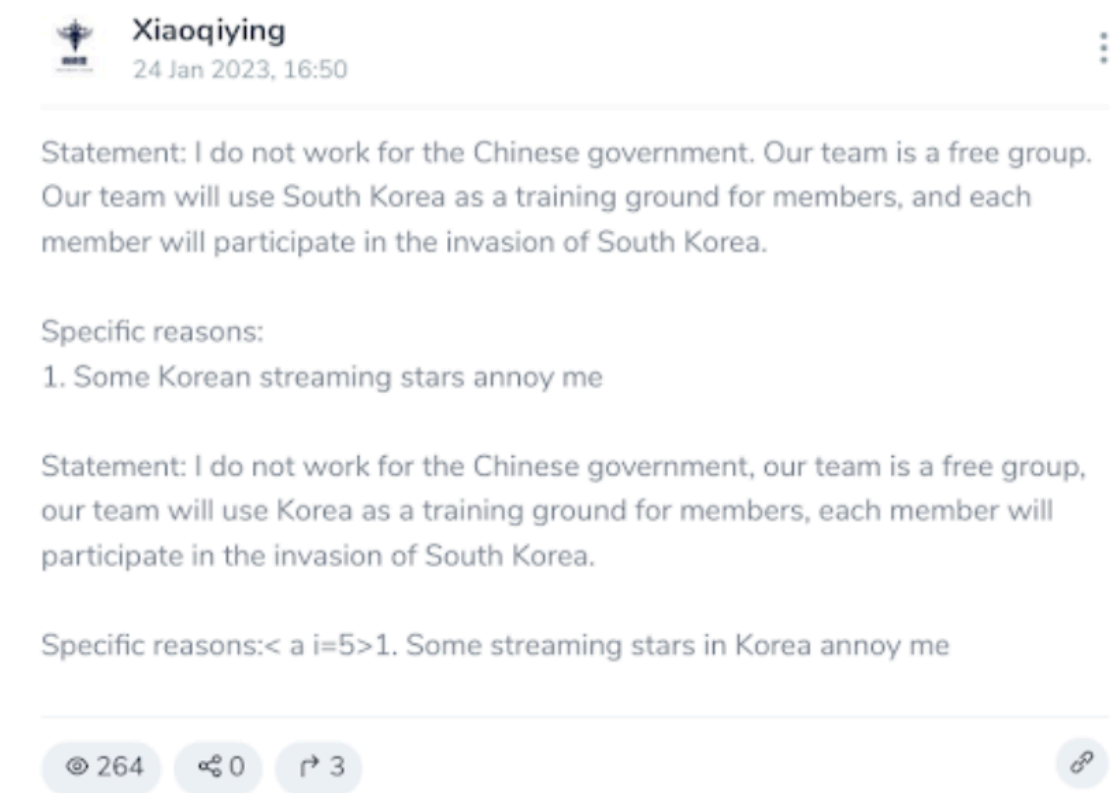 Xiaoqiying
24 Jan 2023, 16:50
Statement: I do not work for the Chinese government. Our team is a free group.
Our team will use South Korea as a training ground for members, and each
member will participate in the invasion of South Korea.
Specific reasons:
1. Some Korean streaming stars annoy me
Statement: I do not work for the Chinese government, our team is a free group,
our team will use Korea as a training ground for members, each member will
participate in the invasion of South Korea.
Specific reasons:< a i=5>1. Some streaming stars in Korea annoy me
264 0 3